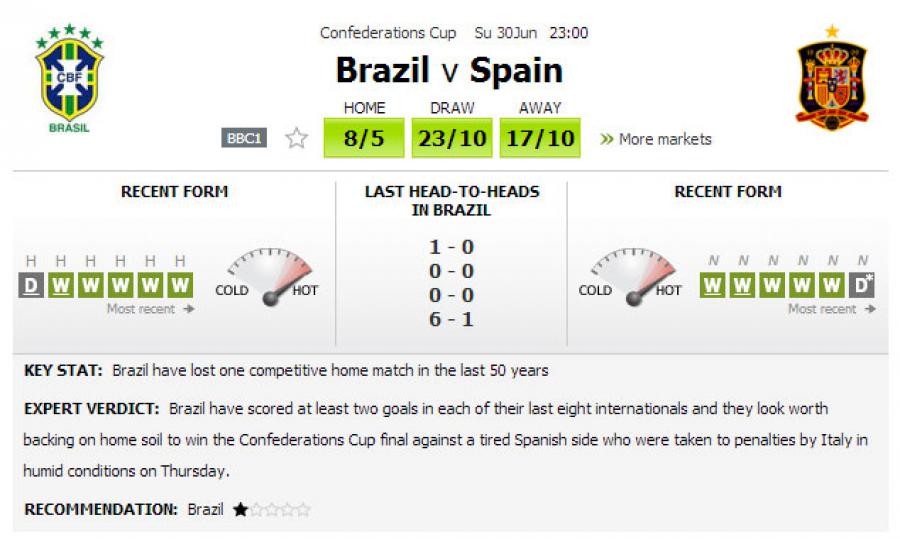 Confederations Cup Su 30Jun 23:00
Brazil v Spain
CBF
BRASIL
HOME DRAW AWAY
BBC1 8/5 23/10 17/10 » More markets
RECENT FORM
H H H H H H
D W W W W W
Most recent →
COLD HOT
LAST HEAD-TO-HEADS
IN BRAZIL
1 - 0
0 - 0
0 - 0
6 - 1
RECENT FORM
COLD HOT
N N N N N N
W W W W W D*
Most recent →
KEY STAT: Brazil have lost one competitive home match in the last 50 years
EXPERT VERDICT: Brazil have scored at least two goals in each of their last eight internationals and they look worth
backing on home soil to win the Confederations Cup final against a tired Spanish side who were taken to penalties by Italy in
humid conditions on Thursday.
RECOMMENDATION: Brazil ★☆☆☆☆